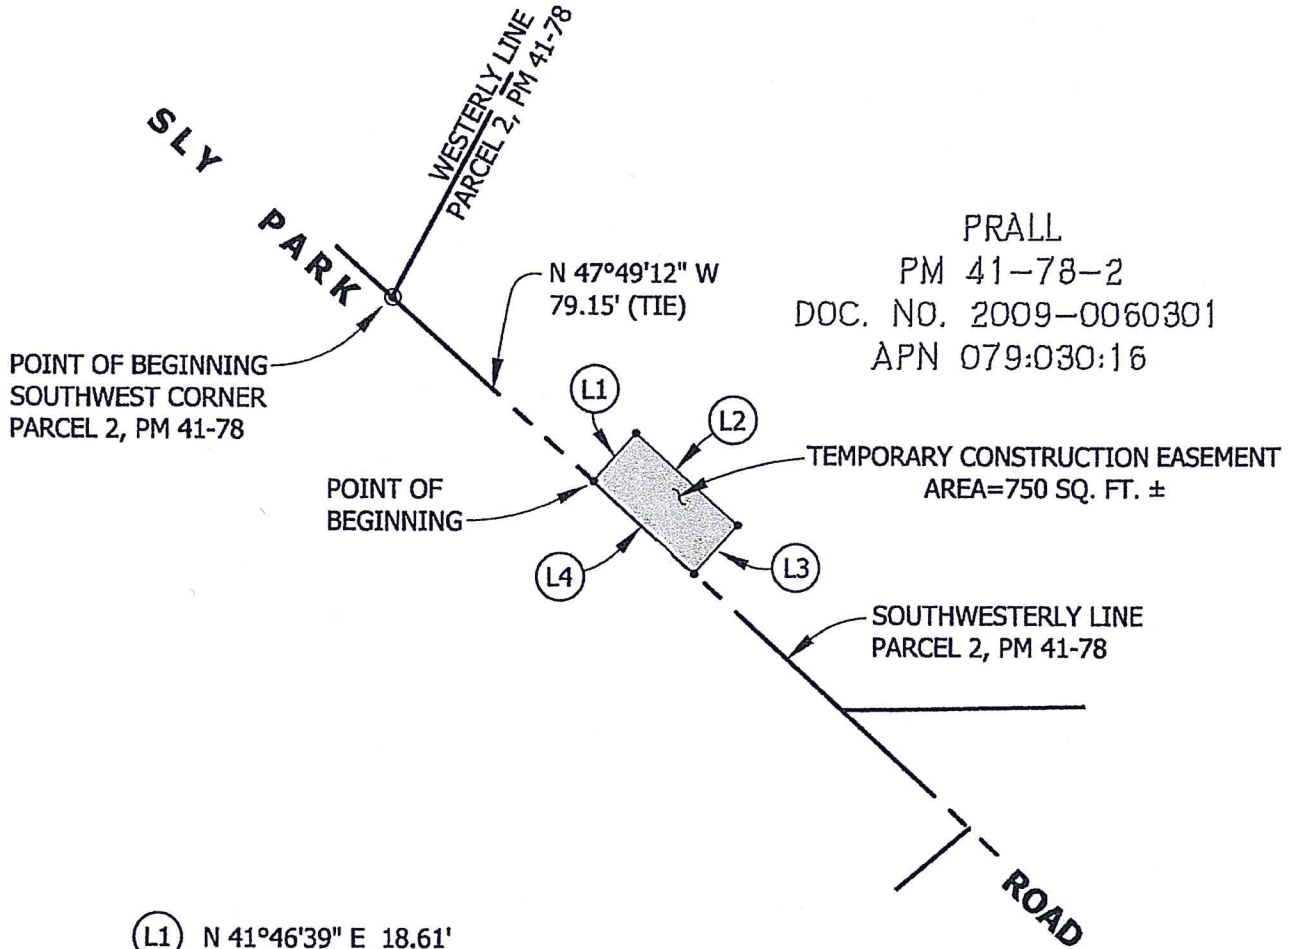 SLY PARK
WESTERLY LINE
PARCEL 2, PM 41-78
N 47°49'12" W
79.15' (TIE)
PRALL
PM 41-78-2
DOC. NO. 2009-0060301
APN 079:030:16
POINT OF BEGINNING
SOUTHWEST CORNER
PARCEL 2, PM 41-78
L1
L2
TEMPORARY CONSTRUCTION EASEMENT
AREA=750 SQ. FT. ±
POINT OF
BEGINNING
L4
L3
SOUTHWESTERLY LINE
PARCEL 2, PM 41-78
ROAD
L1 N 41°46'39" E 18.61'